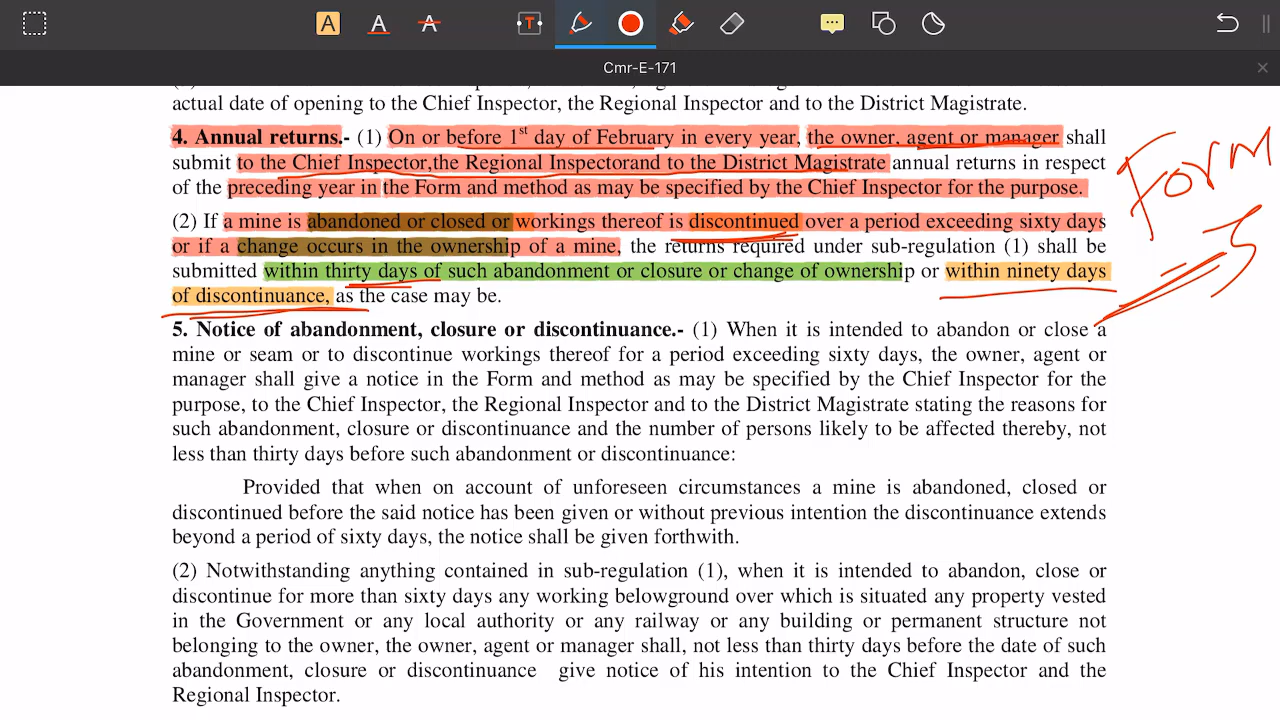 A A A T
Cmr-E-171
actual date of opening to the Chief Inspector, the Regional Inspector and to the District Magistrate.
4. Annual returns.- (1) On or before 1st day of February in every year, the owner, agent or manager shall
submit to the Chief Inspector,the Regional Inspectorand to the District Magistrate annual returns in respect
of the preceding year in the Form and method as may be specified by the Chief Inspector for the purpose.
Form
3
(2) If a mine is abandoned or closed or workings thereof is discontinued over a period exceeding sixty days
or if a change occurs in the ownership of a mine, the returns required under sub-regulation (1) shall be
submitted within thirty days of such abandonment or closure or change of ownership or within ninety days
of discontinuance, as the case may be.
5. Notice of abandonment, closure or discontinuance.- (1) When it is intended to abandon or close a
mine or seam or to discontinue workings thereof for a period exceeding sixty days, the owner, agent or
manager shall give a notice in the Form and method as may be specified by the Chief Inspector for the
purpose, to the Chief Inspector, the Regional Inspector and to the District Magistrate stating the reasons for
such abandonment, closure or discontinuance and the number of persons likely to be affected thereby, not
less than thirty days before such abandonment or discontinuance:
Provided that when on account of unforeseen circumstances a mine is abandoned, closed or
discontinued before the said notice has been given or without previous intention the discontinuance extends
beyond a period of sixty days, the notice shall be given forthwith.
(2) Notwithstanding anything contained in sub-regulation (1), when it is intended to abandon, close or
discontinue for more than sixty days any working belowground over which is situated any property vested
in the Government or any local authority or any railway or any building or permanent structure not
belonging to the owner, the owner, agent or manager shall, not less than thirty days before the date of such
abandonment, closure or discontinuance give notice of his intention to the Chief Inspector and the
Regional Inspector.